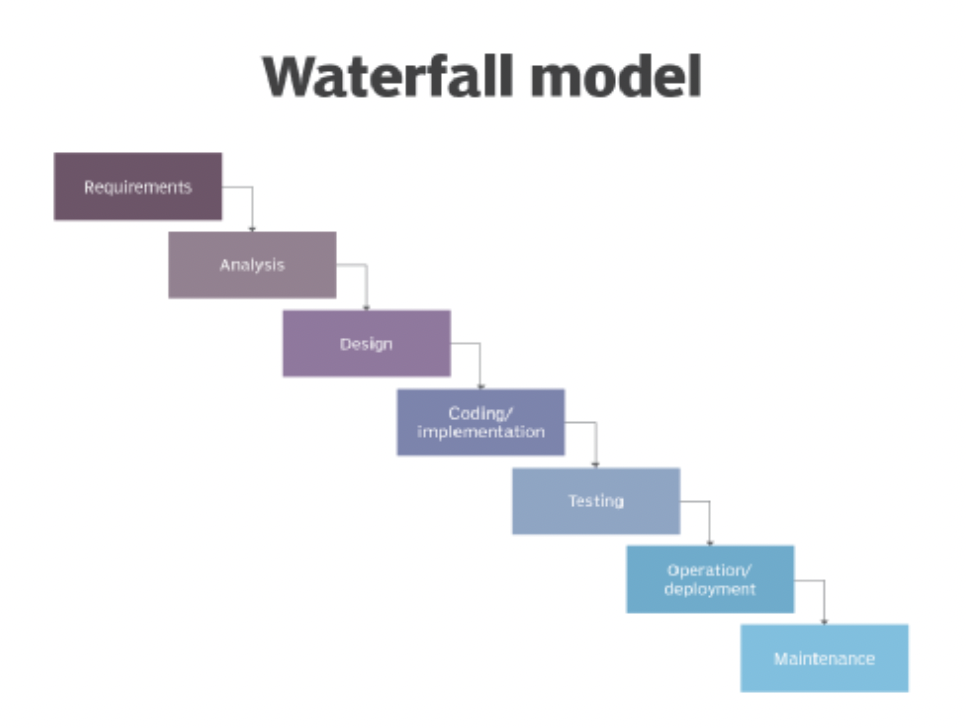 Waterfall model
Requirements
Analysis
Design
Coding/
implementation
Testing
Operation/
deployment
Maintenance